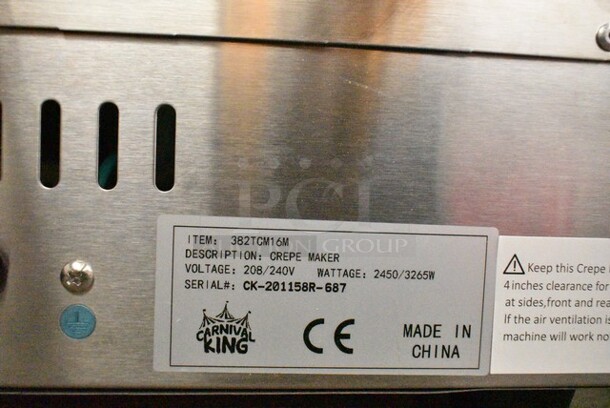 ITEM: 382TCM16M
DESCRIPTION: CREPE MAKER
VOLTAGE: 208/240V WATTAGE: 2450/3265W
SERIAL#: CK-201158R-687
CARNIVAL
KING
CE
MADE IN
CHINA
Keep this Crepe
4 inches clearance for
at sides,front and rea
If the air ventilation is
machine will work no
PCI
AUCTION GROUP